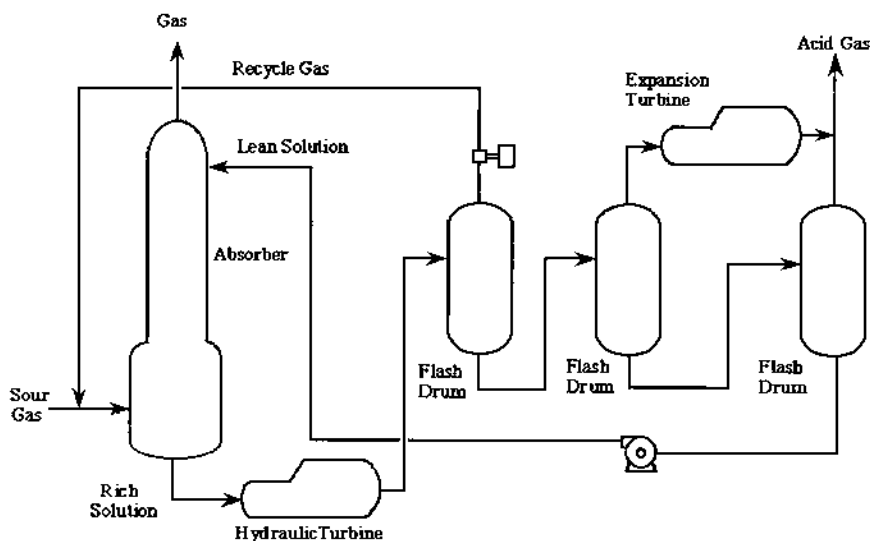 Gas
Acid Gas
Recycle Gas
Expansion
Turbine
Lean Solution
Absorber
Flash
Drum
Flash
Drum
Flash
Drum
Sour
Gas
Rich
Solution
HydraulicTurbine